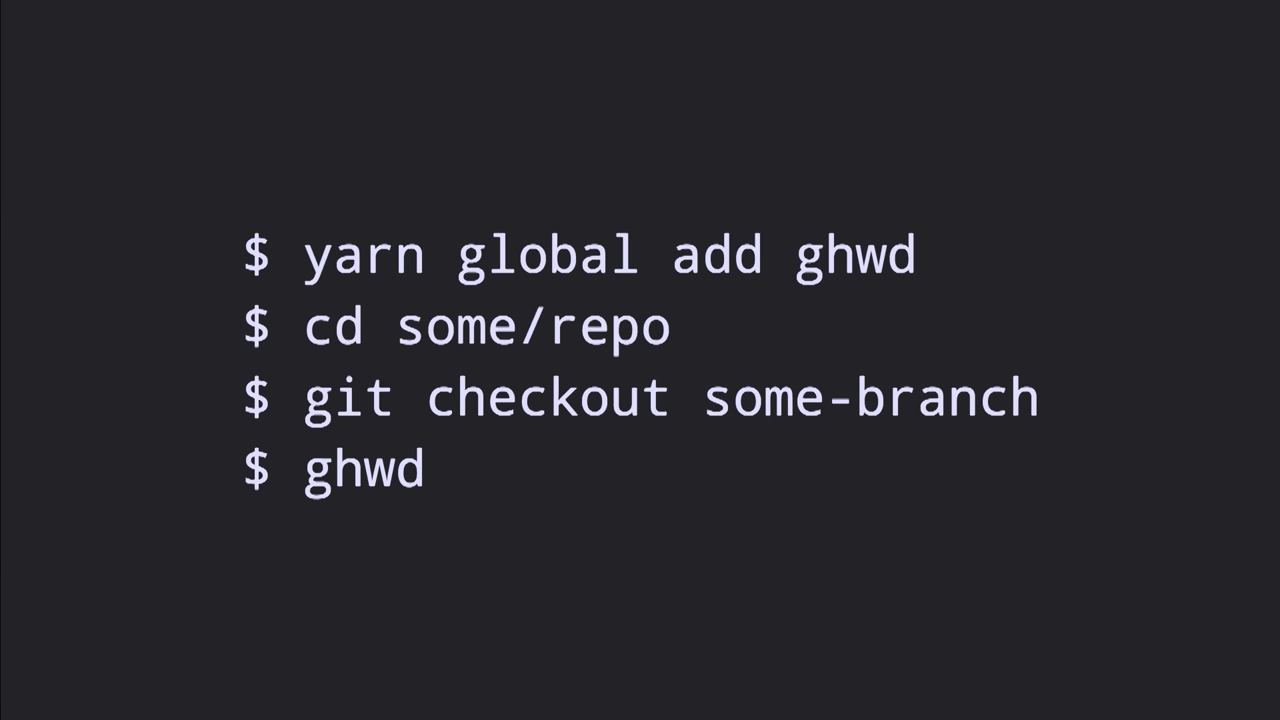 $ yarn global add ghwd
$ cd some/repo
$ git checkout some-branch
$ ghwd